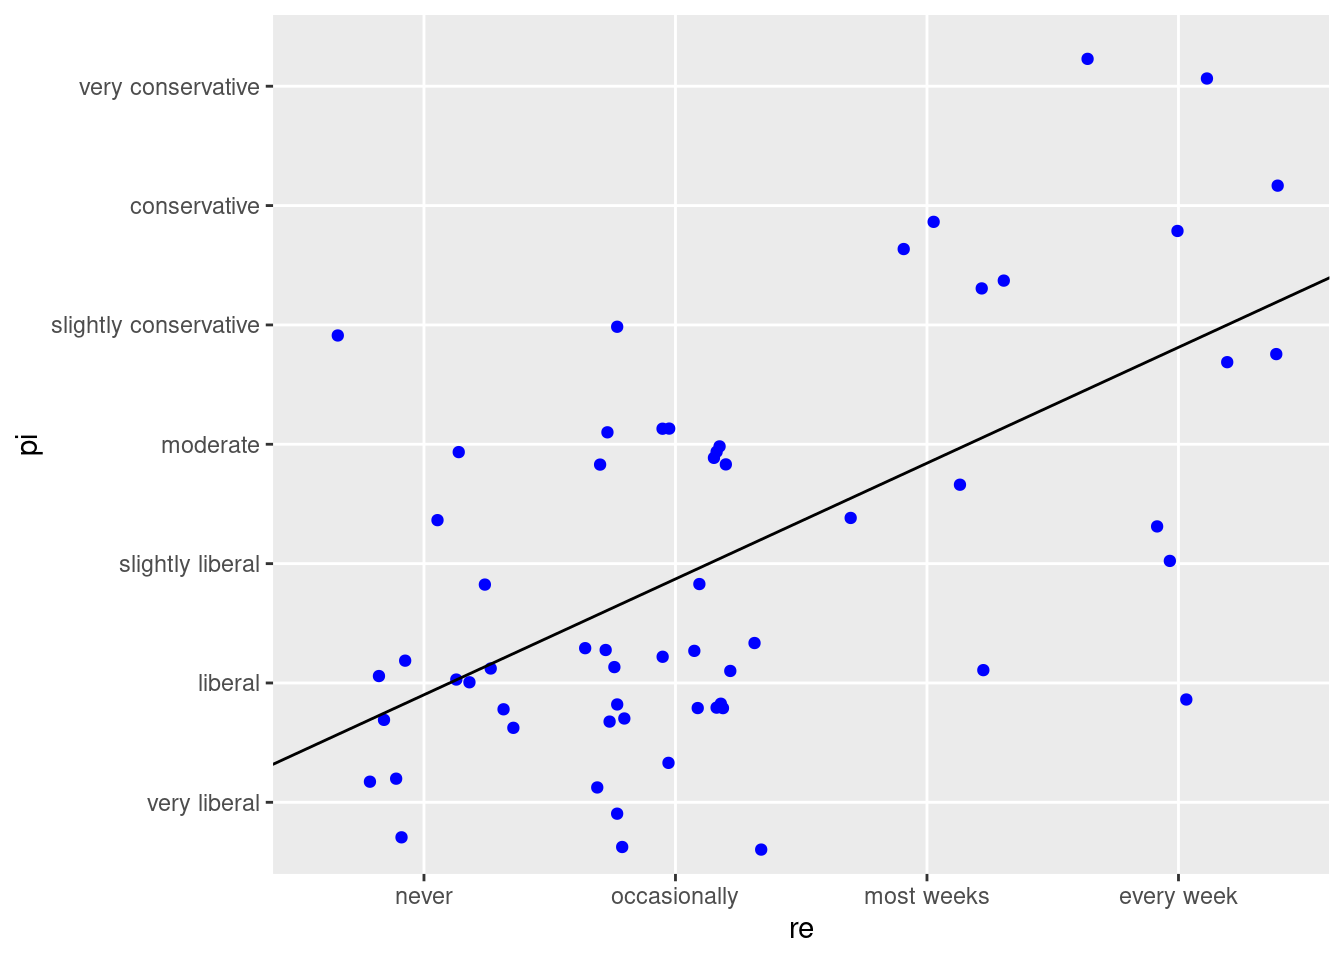 very conservative
conservative
slightly conservative
moderate
slightly liberal
liberal
very liberal
pi
never occasionally most weeks every week
re